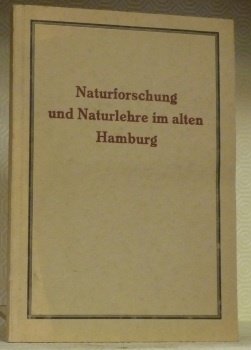 Naturforschung
und Naturlehre im alten
Hamburg